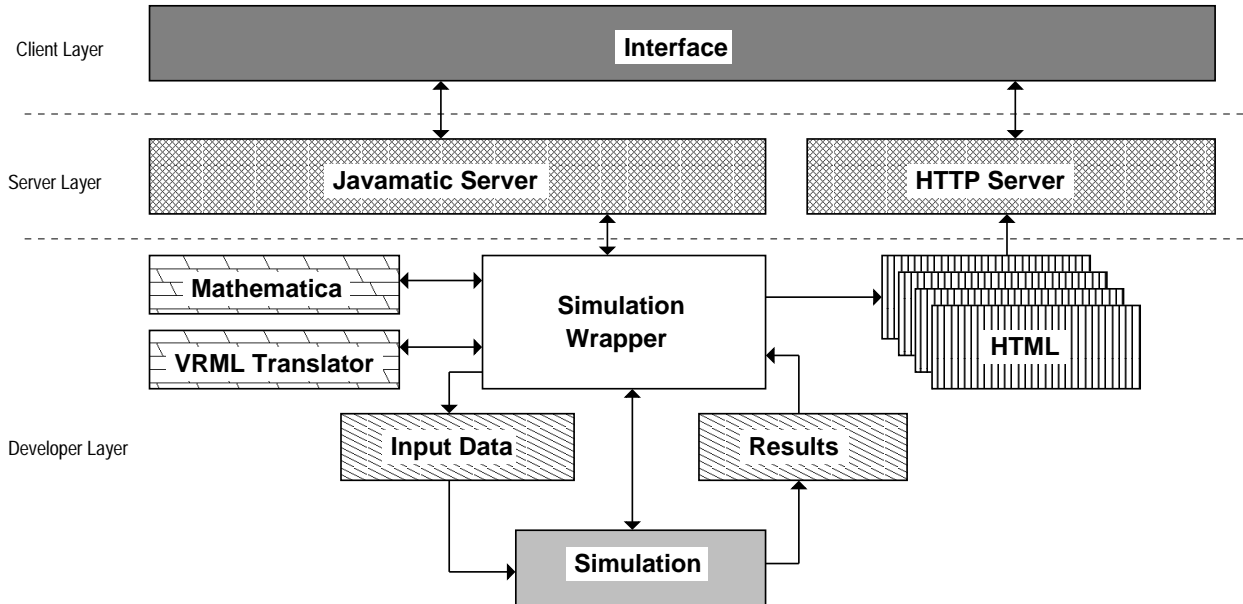 Client Layer
Interface
Server Layer
Javamatic Server
HTTP Server
Mathematica
Simulation
Wrapper
VRML Translator
HTML
Developer Layer
Input Data
Results
Simulation